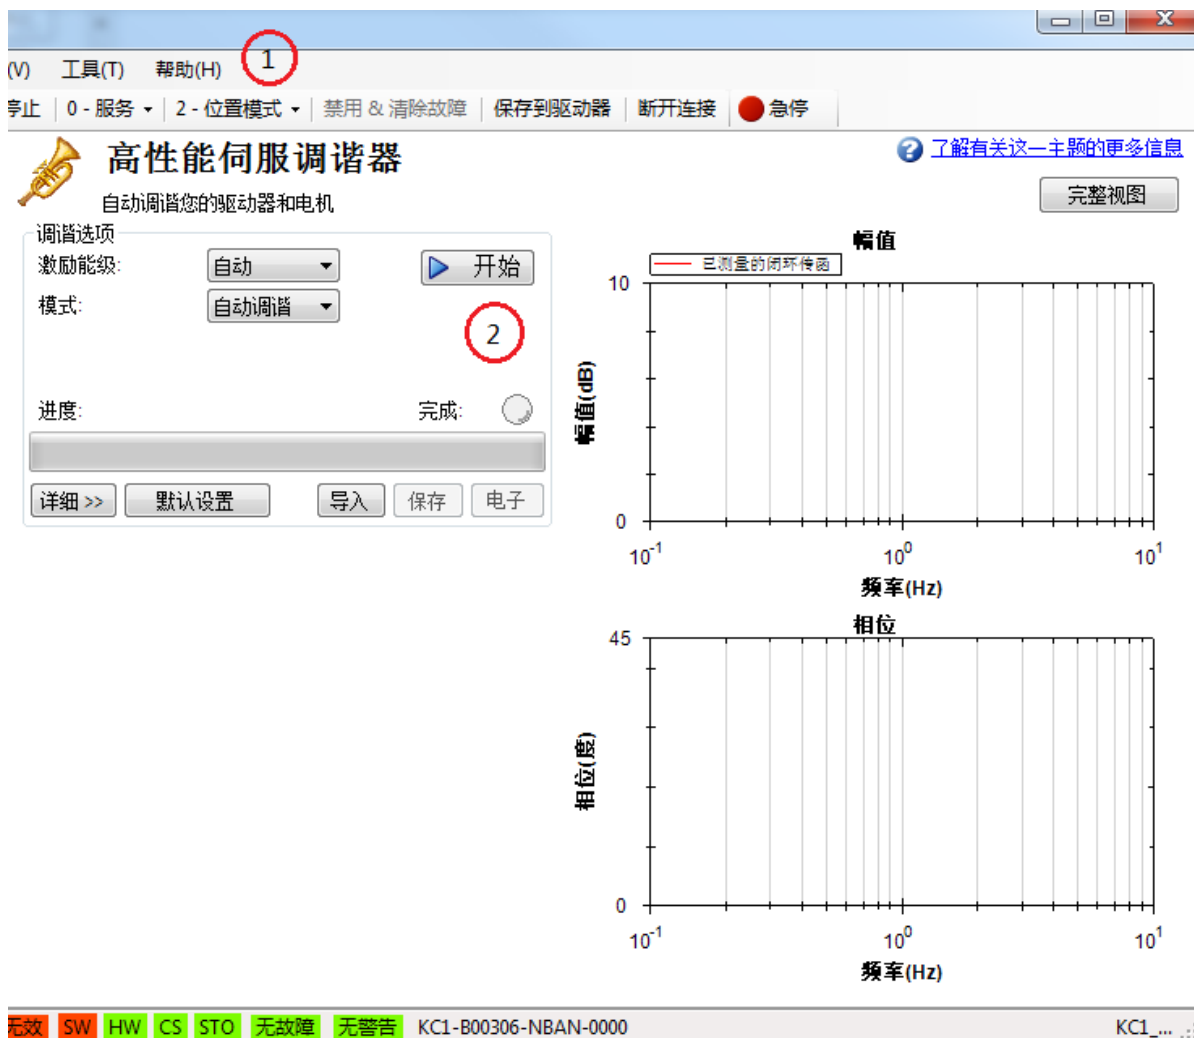 (V) 工具(T) 帮助(H) 1
停止 0 - 服务 2 - 位置模式 禁用 & 清除故障 保存到驱动器 断开连接 急停
高性能伺服调谐器
了解有关这一主题的更多信息
自动调谐您的驱动器和电机
完整视图
调谐选项
激励能级: 自动 开始
模式: 自动调谐
2
进度: 完成:
详细 >> 默认设置 导入 保存 电子
幅值
已测量的闭环传函
10
幅值(dB)
0
10⁻¹ 10⁰ 10¹
频率(Hz)
相位
45
相位(度)
0
10⁻¹ 10⁰ 10¹
频率(Hz)
无效 SW HW CS STO 无故障 无警告 KC1-B00306-NBAN-0000 KC1_...